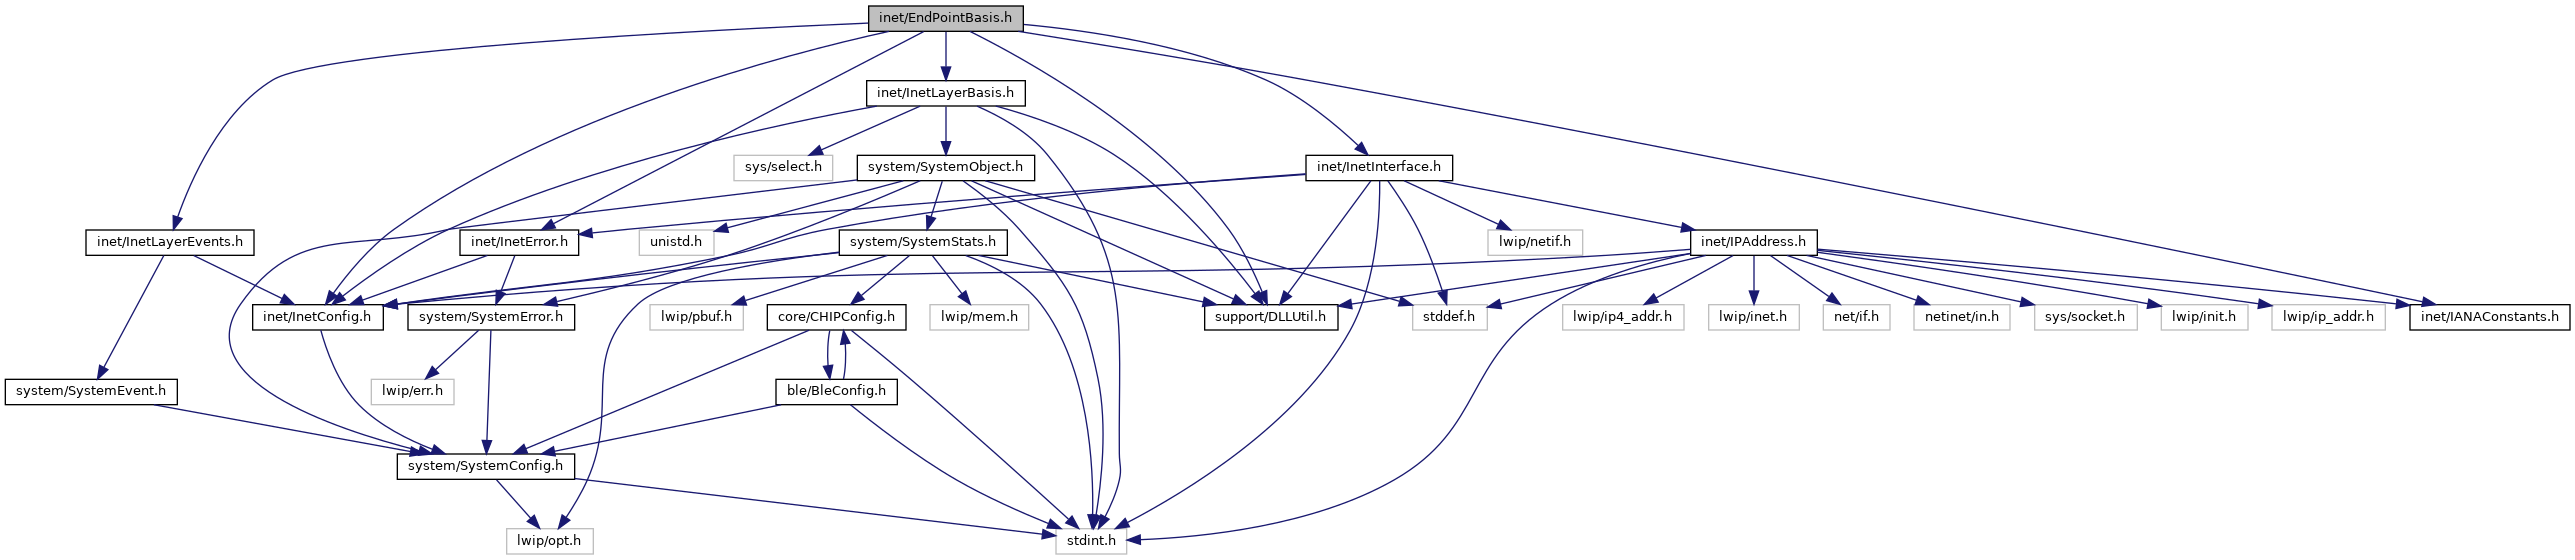 inet/EndPointBasis.h
inet/InetLayerBasis.h
sys/select.h
system/SystemObject.h
inet/InetInterface.h
inet/InetLayerEvents.h
inet/InetError.h
unistd.h
system/SystemStats.h
lwip/netif.h
inet/IPAddress.h
inet/InetConfig.h
system/SystemError.h
lwip/pbuf.h
core/CHIPConfig.h
lwip/mem.h
support/DLLUtil.h
stddef.h
lwip/ip4_addr.h
lwip/inet.h
net/if.h
netinet/in.h
sys/socket.h
lwip/init.h
lwip/ip_addr.h
inet/IANAConstants.h
system/SystemEvent.h
lwip/err.h
ble/BleConfig.h
system/SystemConfig.h
lwip/opt.h
stdint.h